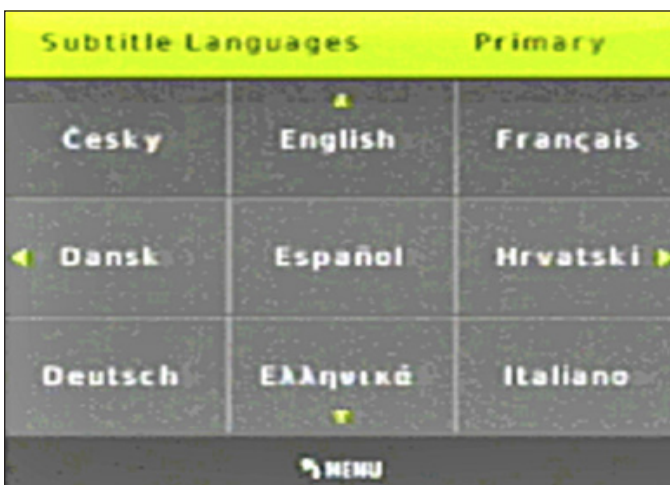 Subtitle Languages Primary
Česky English Français
Dansk Español Hrvatski
Deutsch Ελληνικά Italiano
MENU